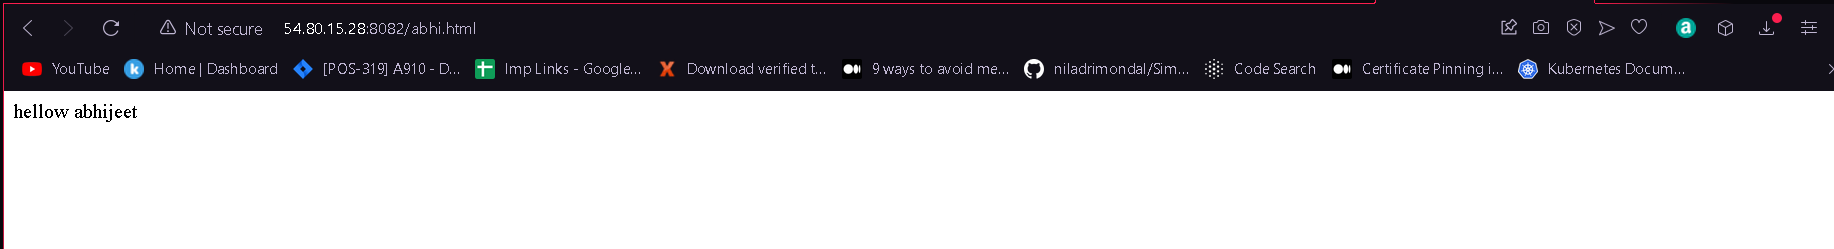 Not secure 54.80.15.28:8082/abhi.html
YouTube Home | Dashboard [POS-319] A910 - D... Imp Links - Google... Download verified t... 9 ways to avoid me... niladrimondal/Sim... Code Search Certificate Pinning i... Kubernetes Docum...
hellow abhijeet